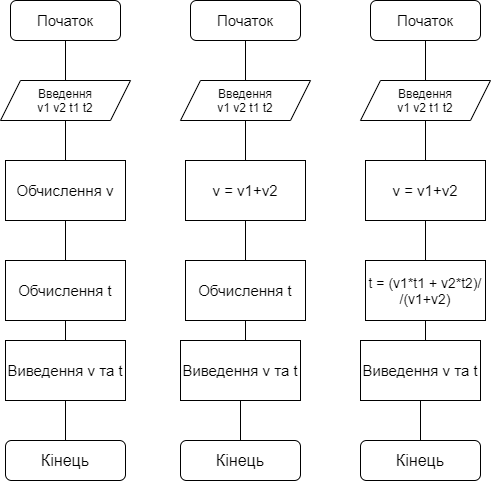 Початок
Введення
v1 v2 t1 t2
Обчислення v
Обчислення t
Виведення v та t
Кінець
Початок
Введення
v1 v2 t1 t2
v = v1+v2
Обчислення t
Виведення v та t
Кінець
Початок
Введення
v1 v2 t1 t2
v = v1+v2
t = (v1*t1 + v2*t2)/
/(v1+v2)
Виведення v та t
Кінець